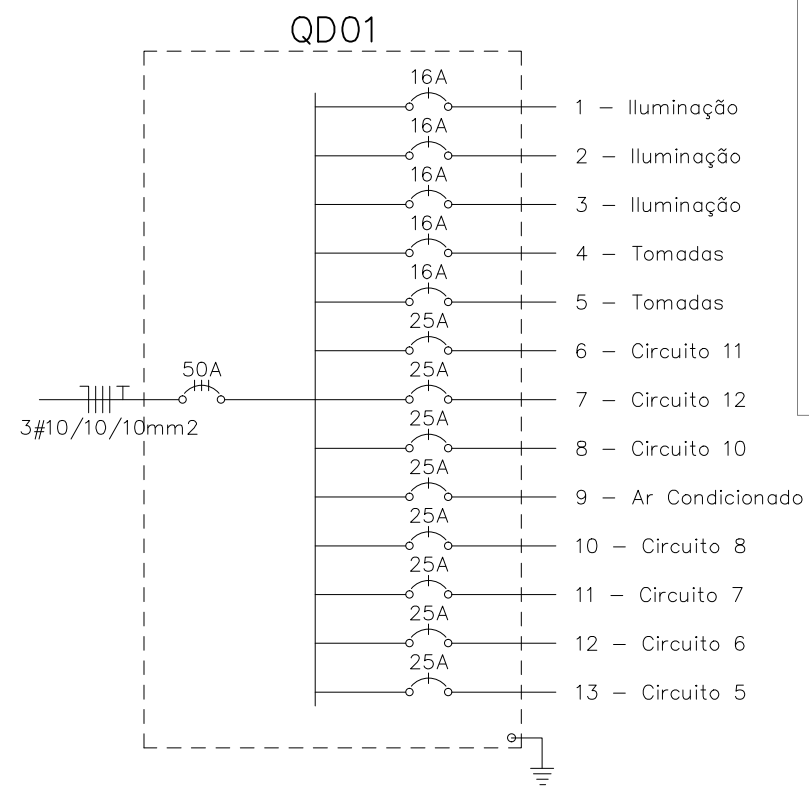 QD01
16A
1 - Iluminação
16A
2 - Iluminação
16A
3 - Iluminação
16A
4 - Tomadas
16A
5 - Tomadas
25A
6 - Circuito 11
50A
25A
7 - Circuito 12
3#10/10/10mm2
25A
8 - Circuito 10
25A
9 - Ar Condicionado
25A
10 - Circuito 8
25A
11 - Circuito 7
25A
12 - Circuito 6
25A
13 - Circuito 5